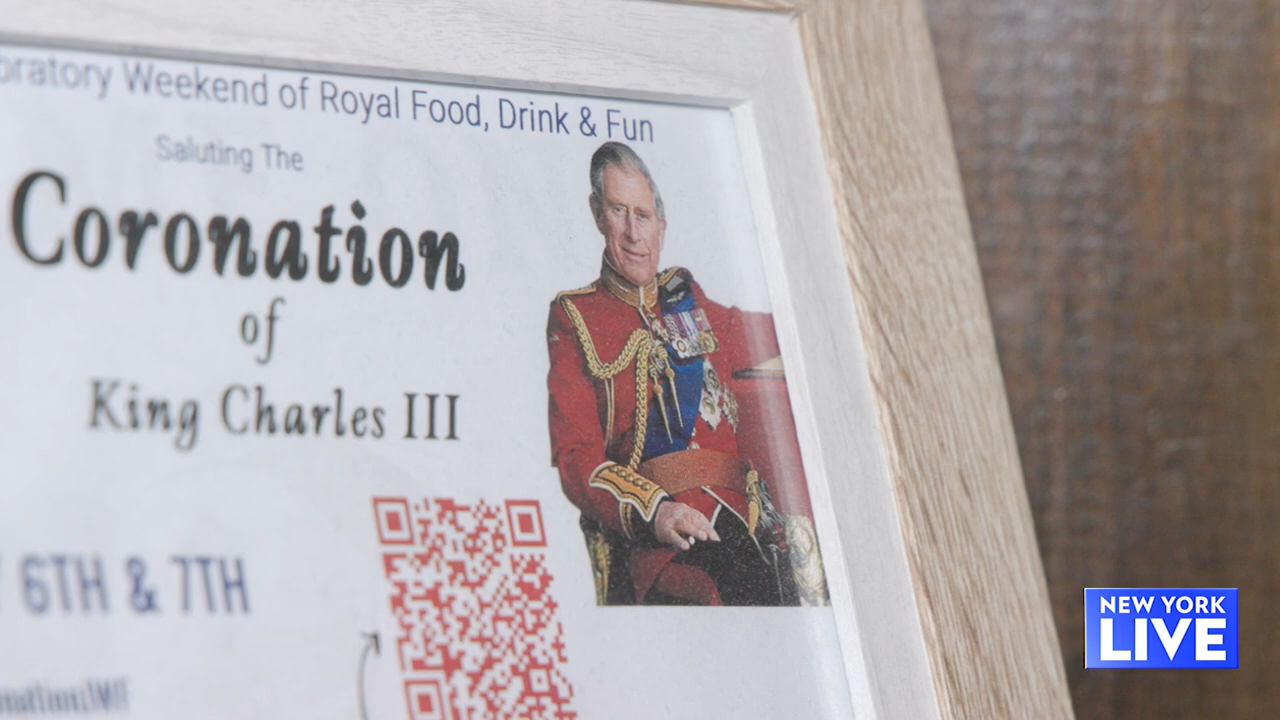 Weekend of Royal Food, Drink & Fun
Saluting The
Coronation
of
King Charles III
6TH & 7TH
NEW YORK
LIVE